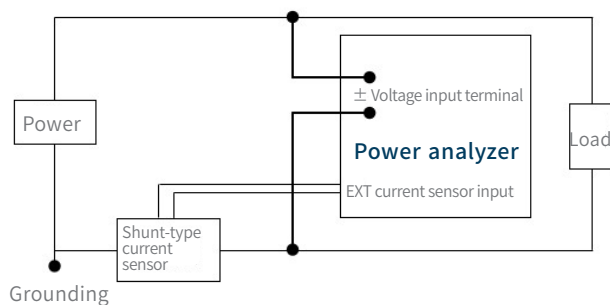 ± Voltage input terminal
Power
Load
Power analyzer
EXT current sensor input
Shunt-type
current
sensor
Grounding